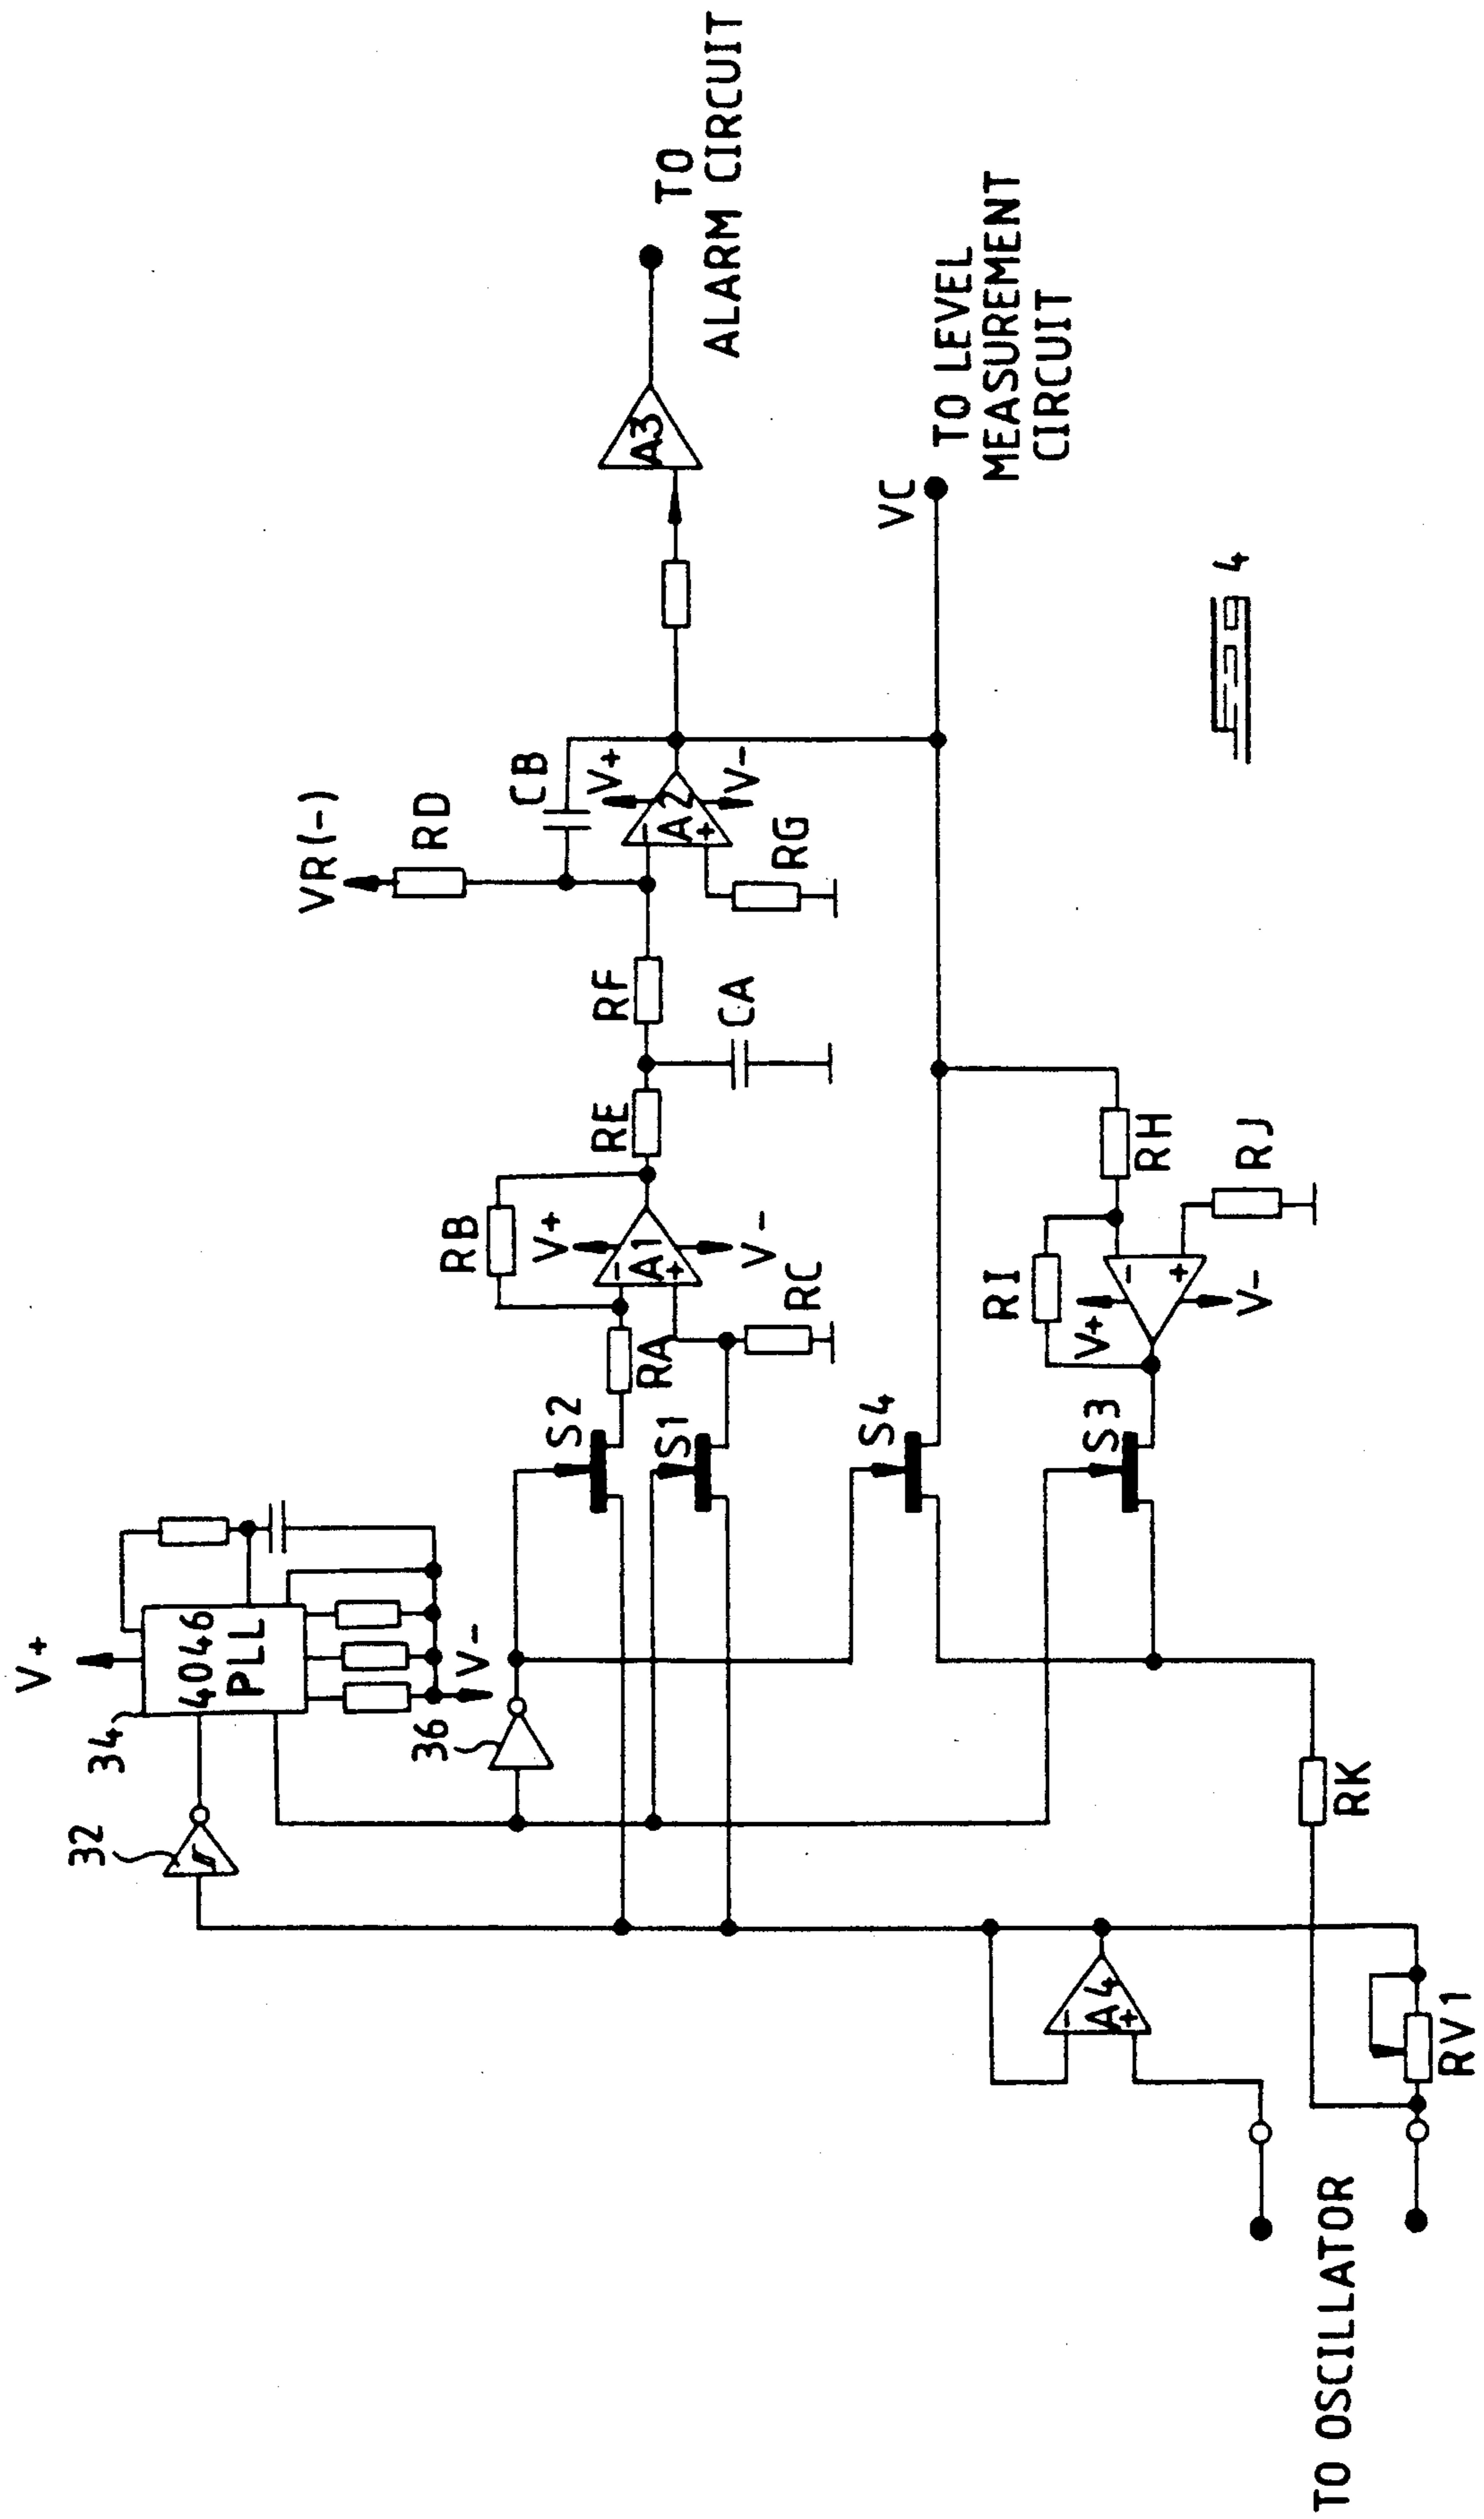 V+
34
32
4046
PLL
VR(-)
36
V-
RB
RD
CB
V+
S2
V+
RE
RF
A1
-
+
A2
-
+
A3
TO
ALARM CIRCUIT
S1
RA
V-
CA
V-
RC
RG
S4
VC
TO LEVEL
MEASUREMENT
CIRCUIT
RI
A4
-
+
S3
V+
-
+
RH
V-
RJ
4
TO OSCILLATOR
RK
RV1